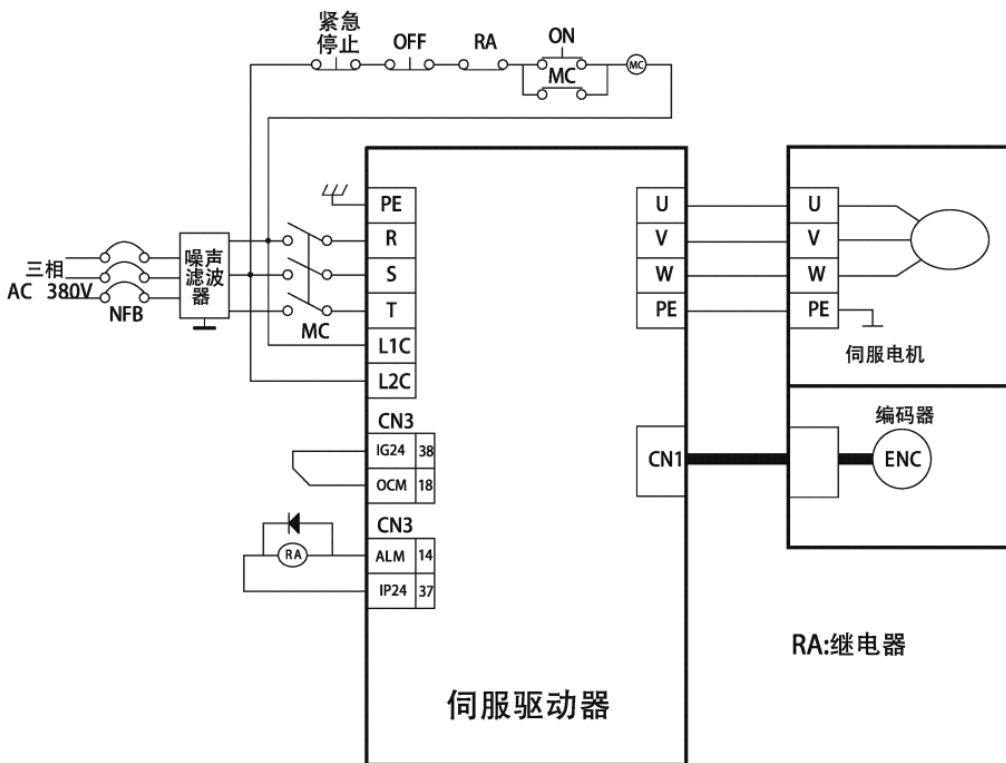 紧急
停止
OFF
RA
ON
MC
MC
PE
R
S
T
L1C
L2C
三相
AC 380V
NFB
噪声
滤波
器
MC
CN3
IG24 38
OCM 18
CN3
ALM 14
IP24 37
RA
U
V
W
PE
CN1
U
V
W
PE
伺服电机
编码器
ENC
RA:继电器
伺服驱动器